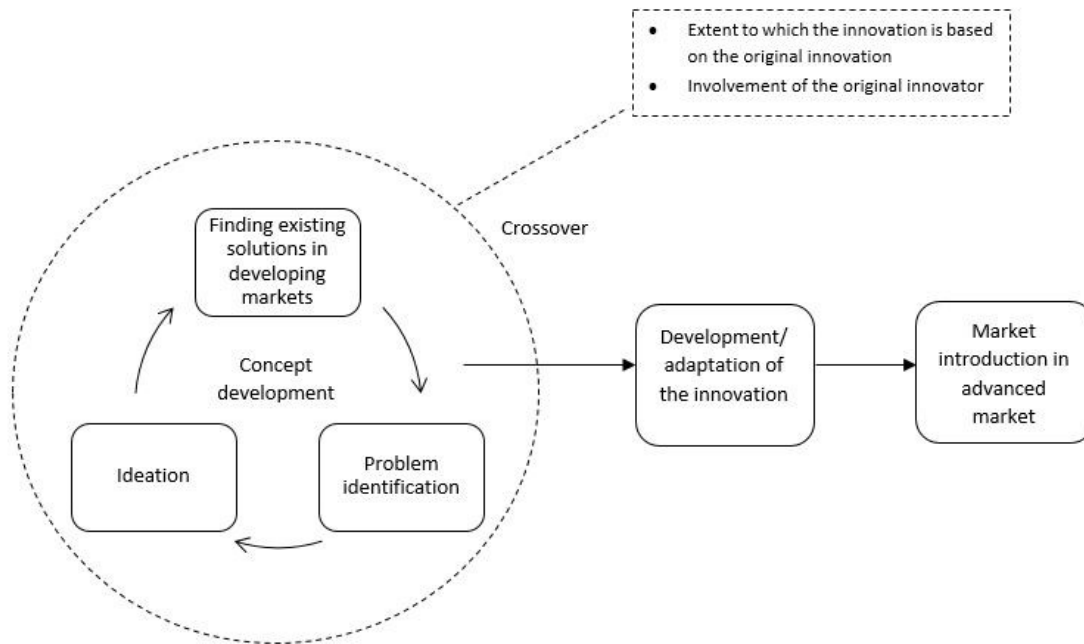 • Extent to which the innovation is based
on the original innovation
• Involvement of the original innovator
Crossover
Finding existing
solutions in
developing
markets
Concept
development
Ideation
Problem
identification
Development/
adaptation of
the innovation
Market
introduction in
advanced
market